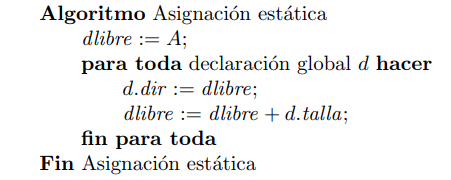 Algoritmo Asignación estática
dlibre := A;
para toda declaración global d hacer
d.dir := dlibre;
dlibre := dlibre + d.talla;
fin para toda
Fin Asignación estática